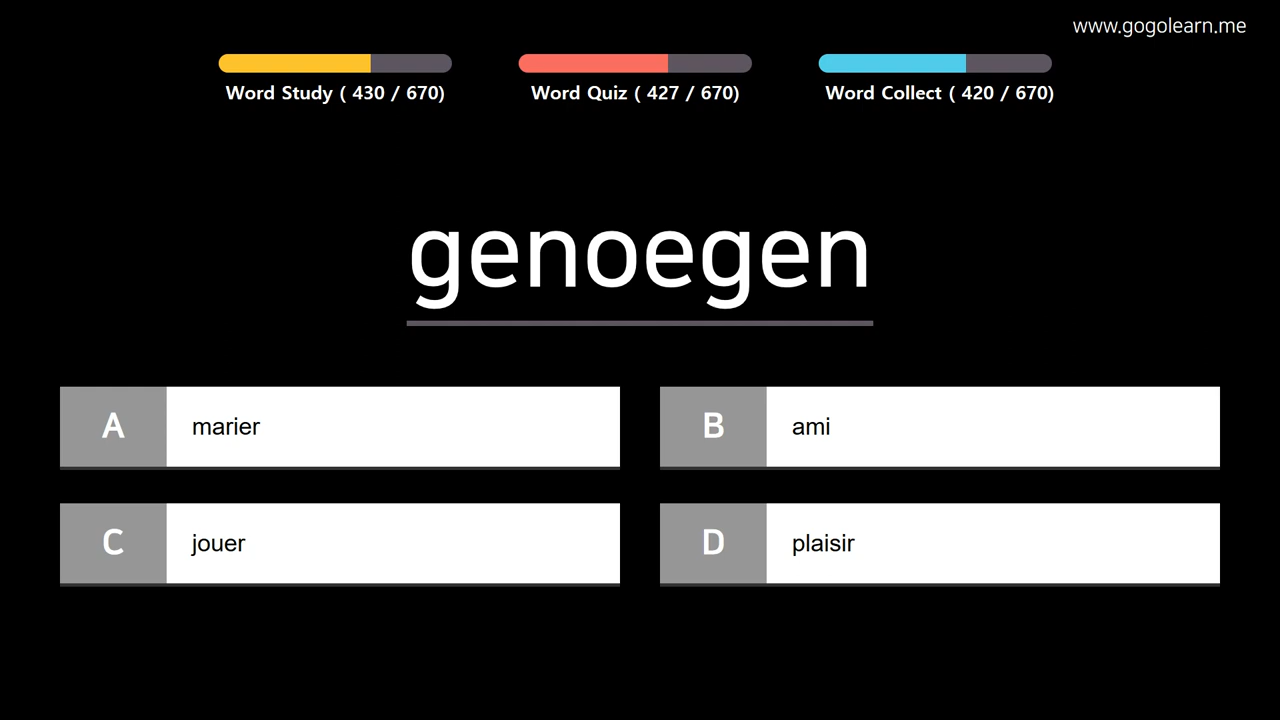 www.gogolearn.me
Word Study ( 430 / 670)
Word Quiz ( 427 / 670)
Word Collect ( 420 / 670)
genoegen
A marier
B ami
C jouer
D plaisir